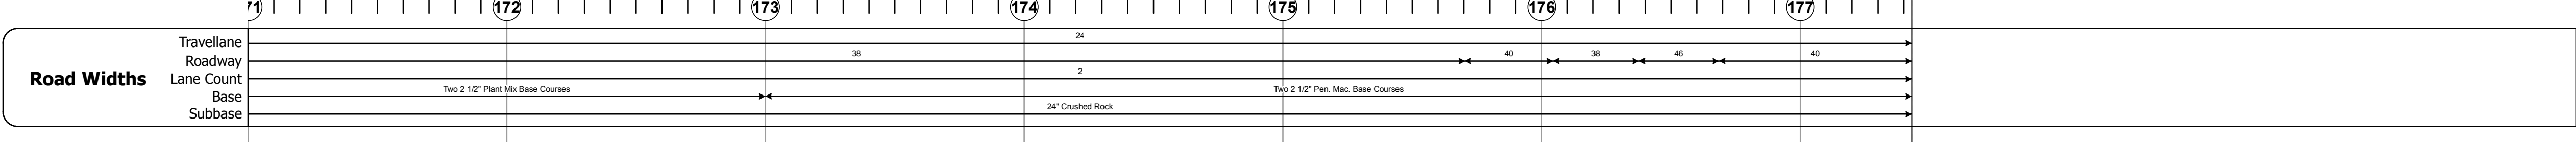 71 172 173 174 175 176 177
Road Widths
Travellane 24
Roadway 38 40 38 46 40
Lane Count 2
Base Two 2 1/2" Plant Mix Base Courses Two 2 1/2" Pen. Mac. Base Courses
Subbase 24" Crushed Rock